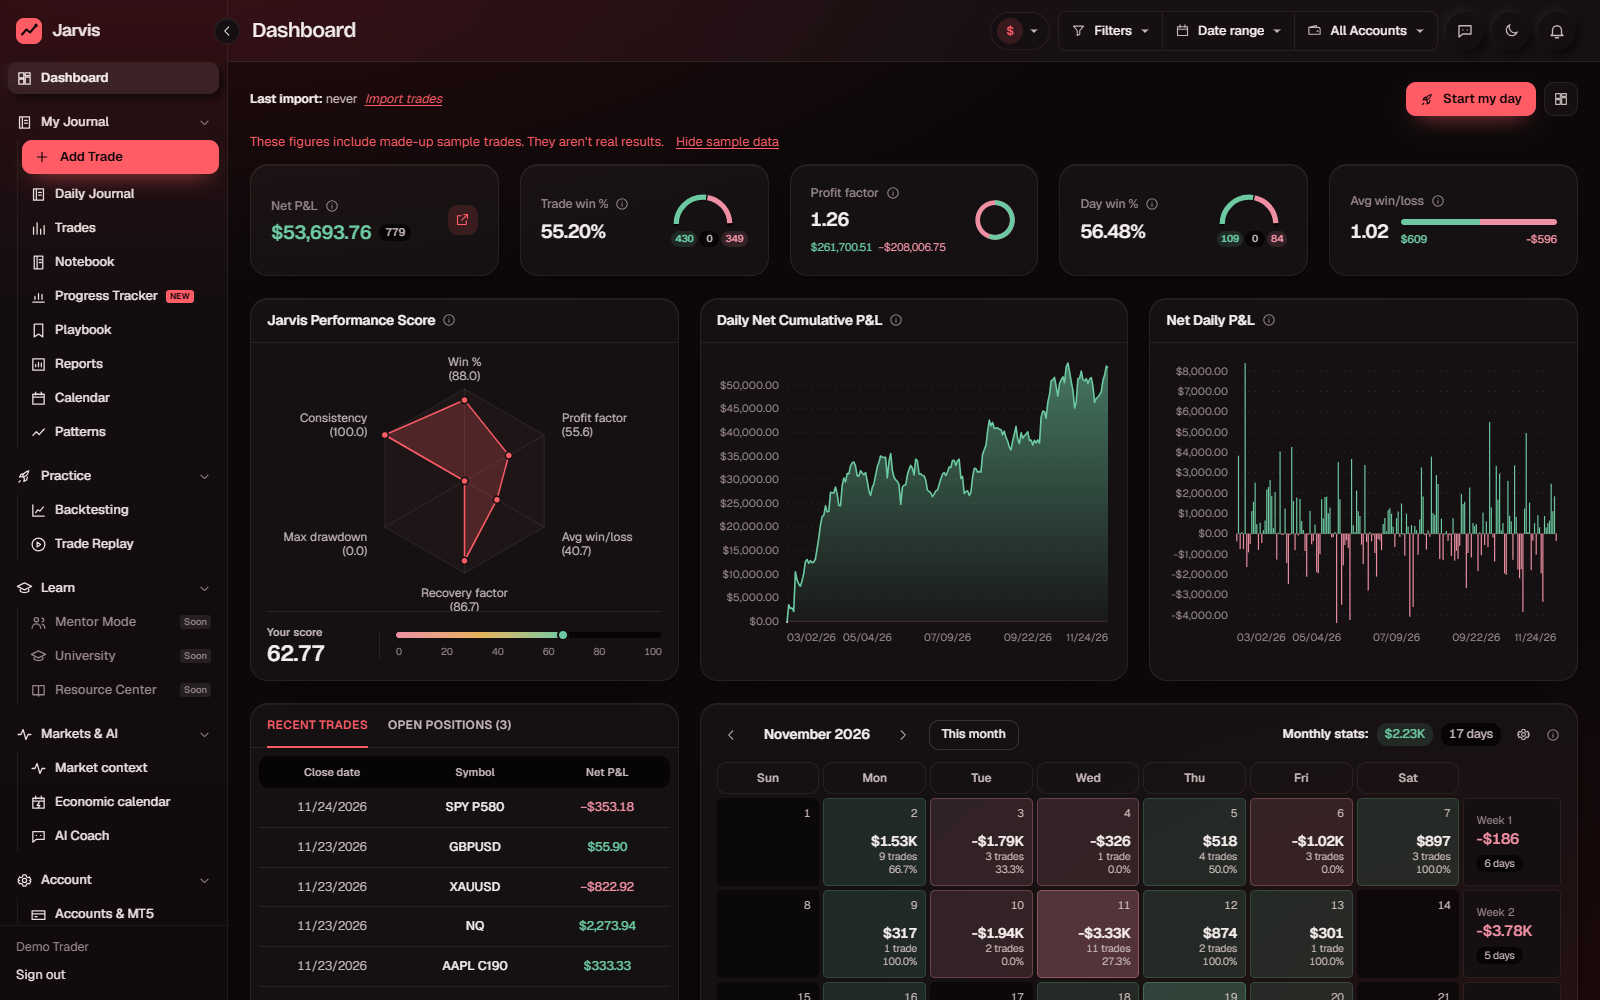 Jarvis
Dashboard
$
Filters
Date range
All Accounts
Dashboard
My Journal
Add Trade
Daily Journal
Trades
Notebook
Progress Tracker NEW
Playbook
Reports
Calendar
Patterns
Practice
Backtesting
Trade Replay
Learn
Mentor Mode Soon
University Soon
Resource Center Soon
Markets & AI
Market context
Economic calendar
AI Coach
Account
Accounts & MT5
Demo Trader
Sign out
Last import: never Import trades
Start my day
These figures include made-up sample trades. They aren't real results. Hide sample data
Net P&L
$53,693.76 779
Trade win %
55.20%
430 0 349
Profit factor
1.26
$261,700.51 -$208,006.75
Day win %
56.48%
109 0 84
Avg win/loss
1.02
$609 -$596
Jarvis Performance Score
Win %
(88.0)
Consistency
(100.0)
Profit factor
(55.6)
Max drawdown
(0.0)
Avg win/loss
(40.7)
Recovery factor
(86.7)
Your score
62.77
0 20 40 60 80 100
Daily Net Cumulative P&L
$50,000.00
$45,000.00
$40,000.00
$35,000.00
$30,000.00
$25,000.00
$20,000.00
$15,000.00
$10,000.00
$5,000.00
$0.00
03/02/26 05/04/26 07/09/26 09/22/26 11/24/26
Net Daily P&L
$8,000.00
$7,000.00
$6,000.00
$5,000.00
$4,000.00
$3,000.00
$2,000.00
$1,000.00
$0.00
-$1,000.00
-$2,000.00
-$3,000.00
-$4,000.00
03/02/26 05/04/26 07/09/26 09/22/26 11/24/26
RECENT TRADES OPEN POSITIONS (3)
Close date Symbol Net P&L
11/24/2026 SPY P580 -$353.18
11/23/2026 GBPUSD $55.90
11/23/2026 XAUUSD -$822.92
11/23/2026 NQ $2,273.94
11/23/2026 AAPL C190 $333.33
November 2026
This month
Monthly stats: $2.23K 17 days
Sun Mon Tue Wed Thu Fri Sat
1 2 3 4 5 6 7
$1.53K -$1.79K -$326 $518 -$1.02K $897
9 trades 3 trades 1 trade 4 trades 3 trades 3 trades
66.7% 33.3% 0.0% 50.0% 0.0% 100.0%
Week 1
-$186
6 days
8 9 10 11 12 13 14
$317 -$1.94K -$3.33K $874 $301
1 trade 2 trades 11 trades 2 trades 1 trade
100.0% 0.0% 27.3% 100.0% 100.0%
Week 2
-$3.78K
5 days
15 16 17 18 19 20 21